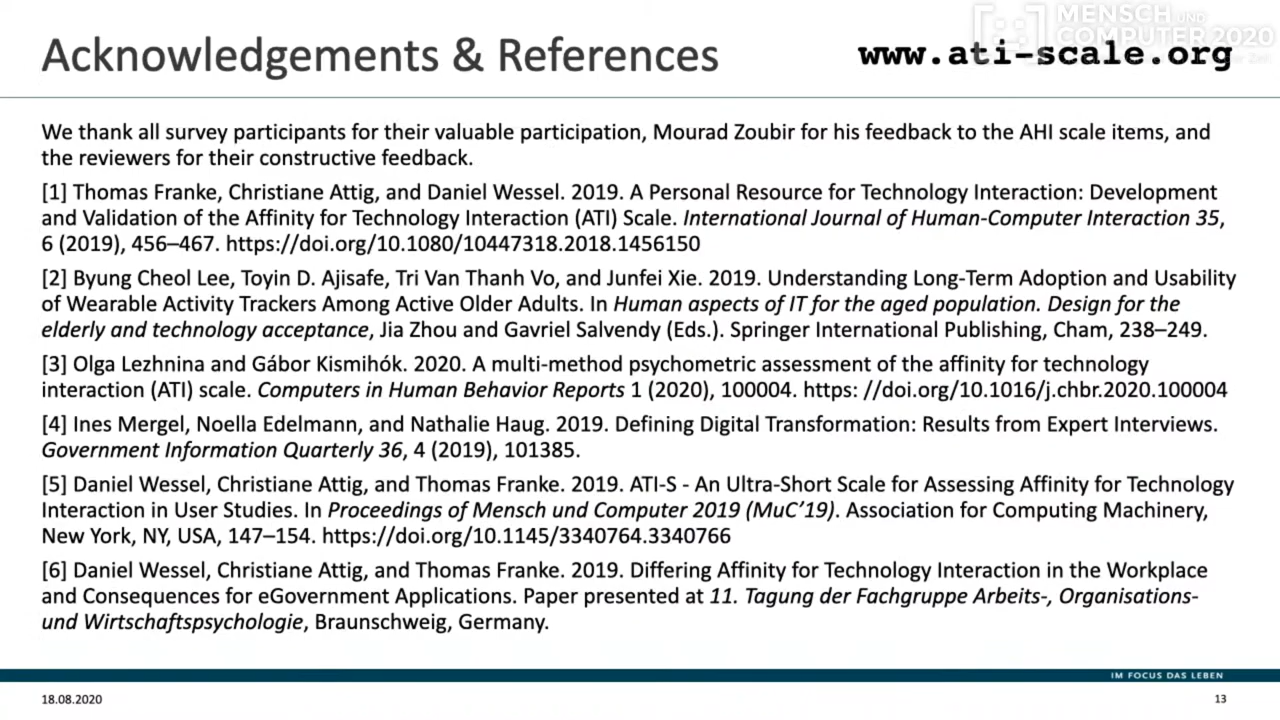 Acknowledgements & References
www.ati-scale.org
MENSCH UND
COMPUTER 2020
We thank all survey participants for their valuable participation, Mourad Zoubir for his feedback to the AHI scale items, and
the reviewers for their constructive feedback.
[1] Thomas Franke, Christiane Attig, and Daniel Wessel. 2019. A Personal Resource for Technology Interaction: Development
and Validation of the Affinity for Technology Interaction (ATI) Scale. International Journal of Human-Computer Interaction 35,
6 (2019), 456–467. https://doi.org/10.1080/10447318.2018.1456150
[2] Byung Cheol Lee, Toyin D. Ajisafe, Tri Van Thanh Vo, and Junfei Xie. 2019. Understanding Long-Term Adoption and Usability
of Wearable Activity Trackers Among Active Older Adults. In Human aspects of IT for the aged population. Design for the
elderly and technology acceptance, Jia Zhou and Gavriel Salvendy (Eds.). Springer International Publishing, Cham, 238–249.
[3] Olga Lezhnina and Gábor Kismihók. 2020. A multi-method psychometric assessment of the affinity for technology
interaction (ATI) scale. Computers in Human Behavior Reports 1 (2020), 100004. https: //doi.org/10.1016/j.chbr.2020.100004
[4] Ines Mergel, Noella Edelmann, and Nathalie Haug. 2019. Defining Digital Transformation: Results from Expert Interviews.
Government Information Quarterly 36, 4 (2019), 101385.
[5] Daniel Wessel, Christiane Attig, and Thomas Franke. 2019. ATI-S - An Ultra-Short Scale for Assessing Affinity for Technology
Interaction in User Studies. In Proceedings of Mensch und Computer 2019 (MuC’19). Association for Computing Machinery,
New York, NY, USA, 147–154. https://doi.org/10.1145/3340764.3340766
[6] Daniel Wessel, Christiane Attig, and Thomas Franke. 2019. Differing Affinity for Technology Interaction in the Workplace
and Consequences for eGovernment Applications. Paper presented at 11. Tagung der Fachgruppe Arbeits-, Organisations-
und Wirtschaftspsychologie, Braunschweig, Germany.
IM FOCUS DAS LEBEN
18.08.2020
13